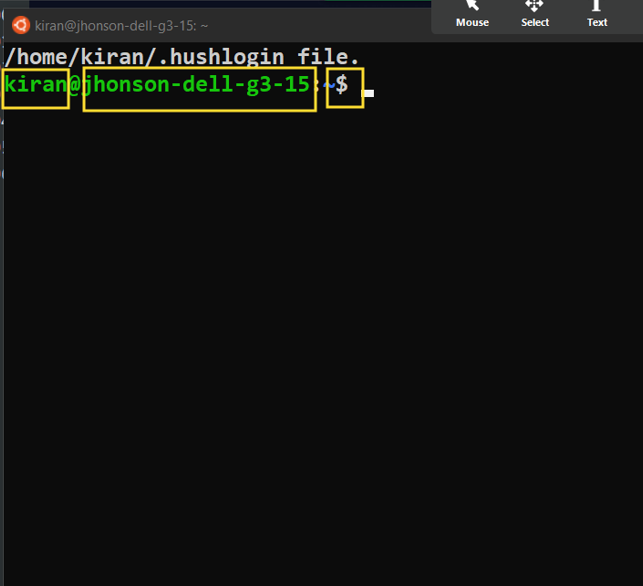 kiran@jhonson-dell-g3-15: ~
Mouse Select Text
/home/kiran/.hushlogin file.
kiran@jhonson-dell-g3-15:~$